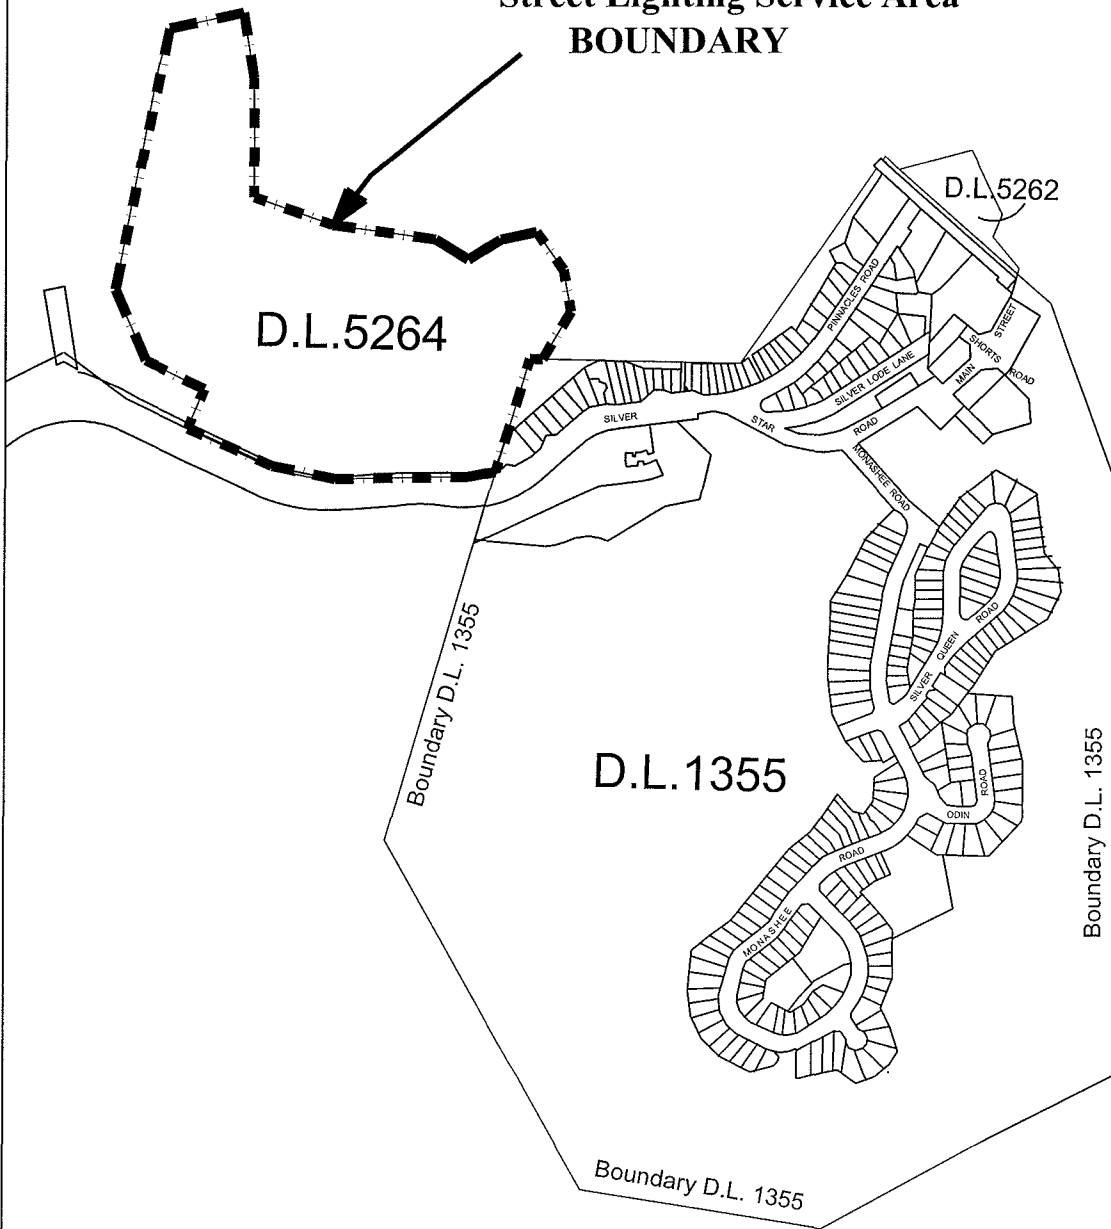 Street Lighting Service Area
BOUNDARY
D.L.5262
D.L.5264
PINNACLES ROAD
STREET
SHORTS ROAD
MAIN
SILVER LODE LANE
SILVER STAR ROAD
MONASHEE ROAD
SILVER QUEEN ROAD
Boundary D.L. 1355
D.L.1355
Boundary D.L. 1355
ODIN ROAD
MONASHEE ROAD
Boundary D.L. 1355